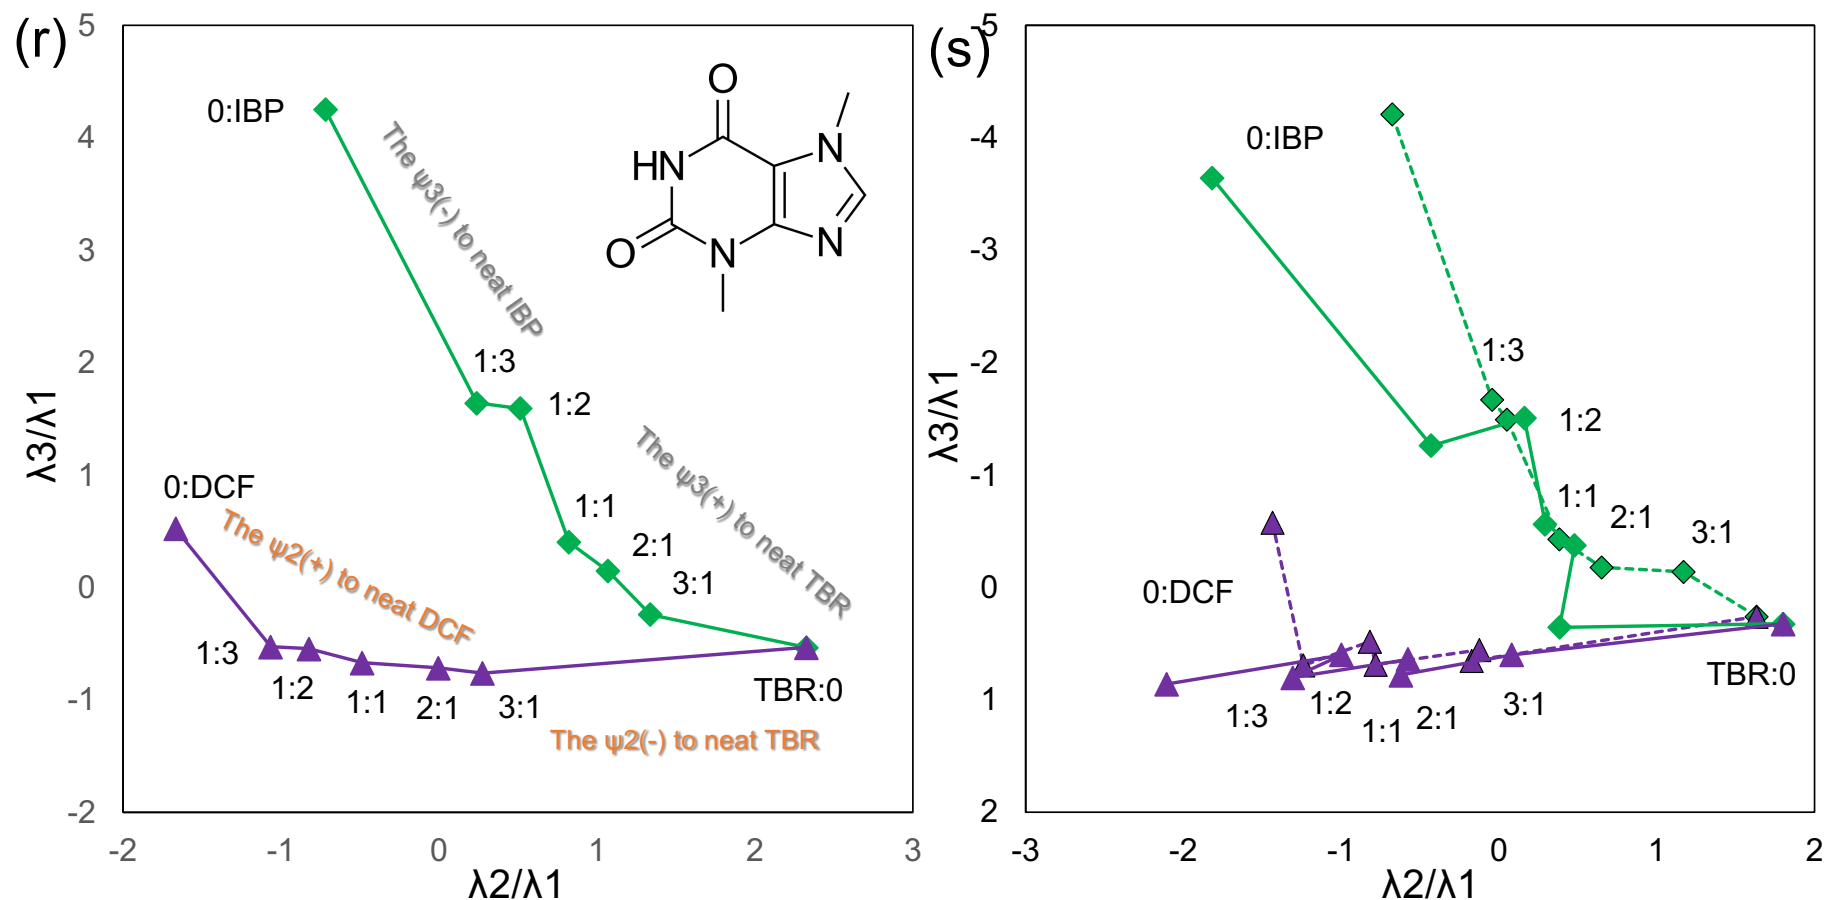 (r)
5
4
3
2
1
0
-1
-2
λ3/λ1
-2
-1
0
1
2
3
λ2/λ1
0:IBP
The ψ3(-) to neat IBP
O
HN
N
O
N
N
1:3
1:2
The ψ3(+) to neat TBR
1:1
2:1
3:1
0:DCF
The ψ2(+) to neat DCF
1:3
1:2
1:1
2:1
3:1
TBR:0
The ψ2(-) to neat TBR
(s)
-5
-4
-3
-2
-1
0
1
2
λ3/λ1
-3
-2
-1
0
1
2
λ2/λ1
0:IBP
1:3
1:2
1:1
2:1
3:1
0:DCF
1:3
1:2
1:1
2:1
3:1
TBR:0